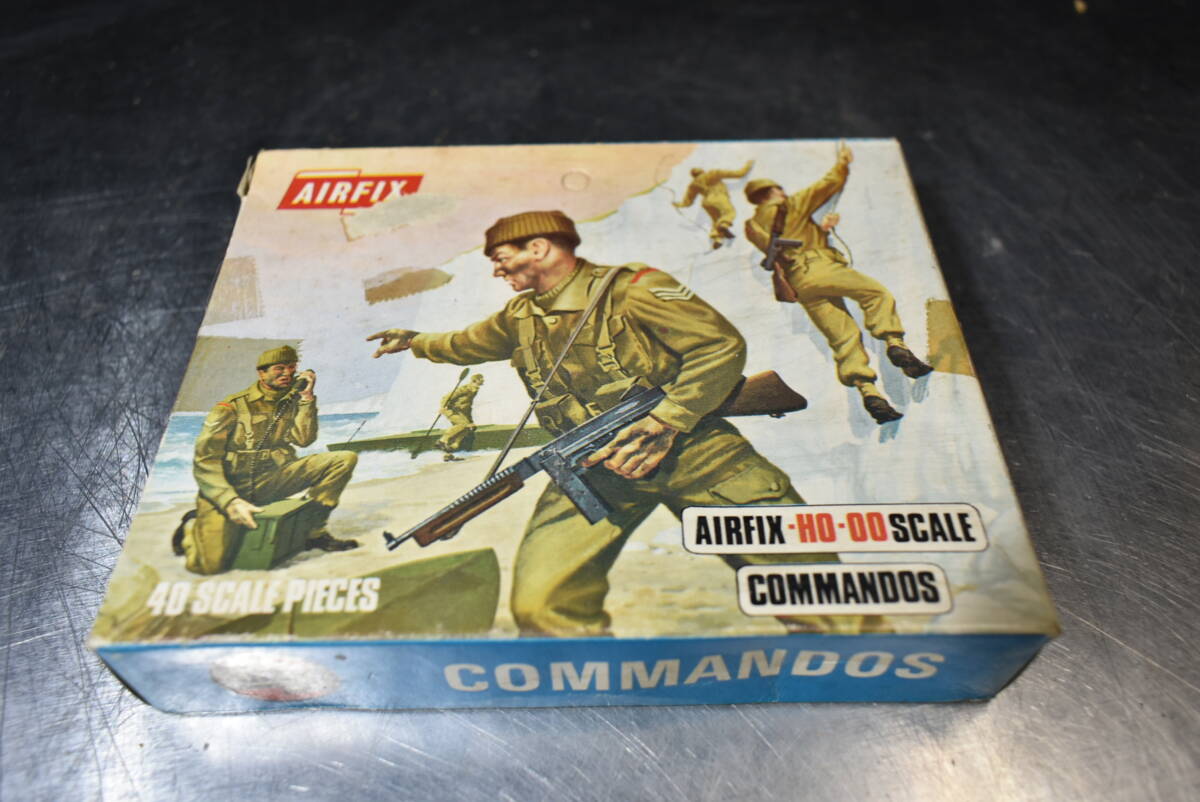 AIRFIX
AIRFIX-HO-OO SCALE
COMMANDOS
40 SCALE PIECES
COMMANDOS